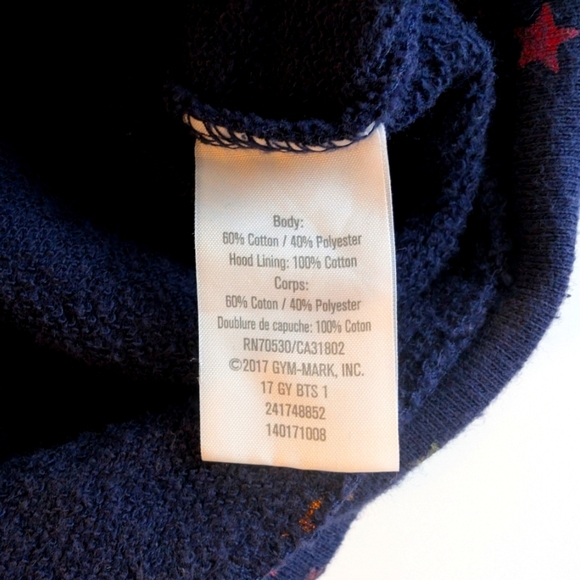 Body:
60% Cotton / 40% Polyester
Hood Lining: 100% Cotton
Corps:
60% Coton / 40% Polyester
Doublure de capuche: 100% Coton
RN70530/CA31802
©2017 GYM-MARK, INC.
17 GY BTS 1
241748852
140171008